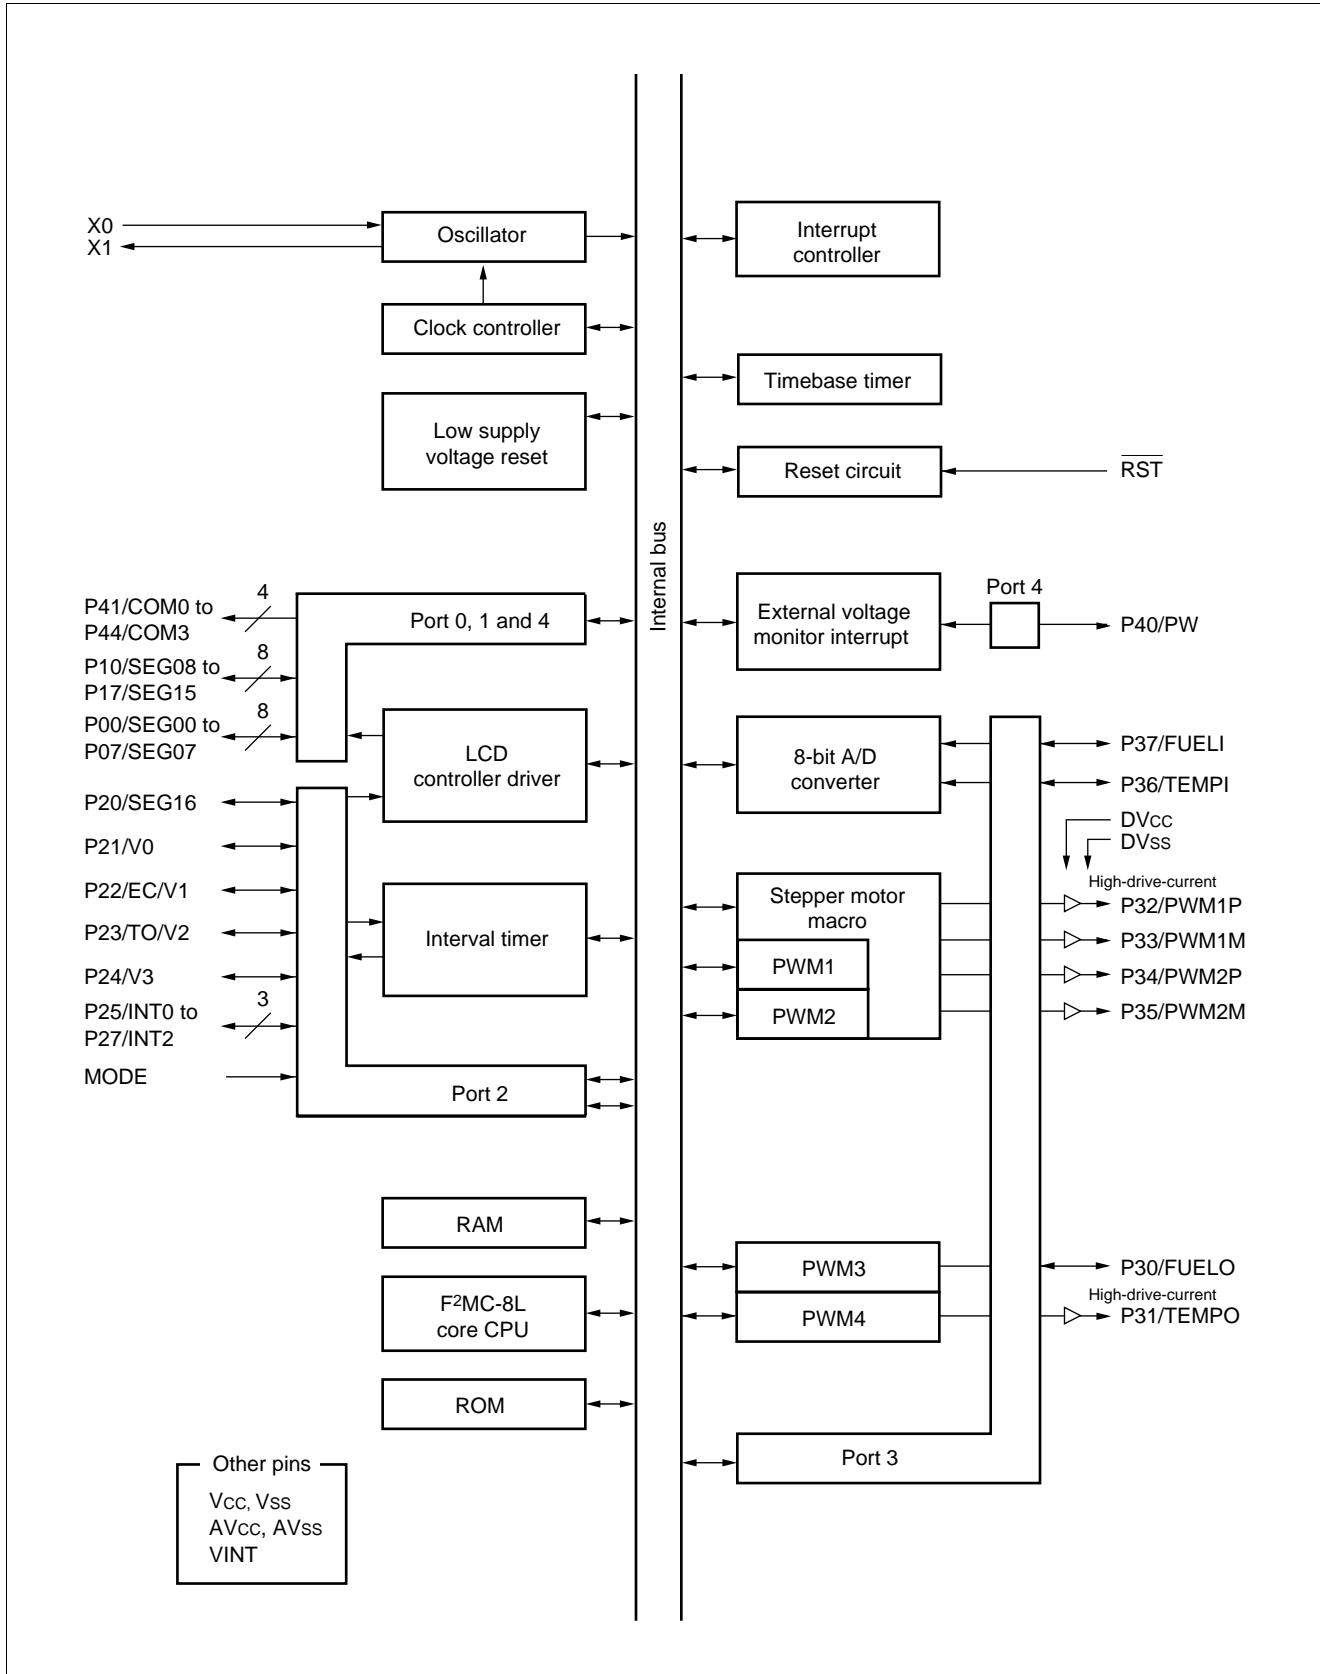 X0
X1
Oscillator
Clock controller
Low supply
voltage reset
4
P41/COM0 to
P44/COM3
Port 0, 1 and 4
8
P10/SEG08 to
P17/SEG15
8
P00/SEG00 to
P07/SEG07
LCD
controller driver
P20/SEG16
P21/V0
P22/EC/V1
P23/TO/V2
Interval timer
P24/V3
3
P25/INT0 to
P27/INT2
MODE
Port 2
RAM
F²MC-8L
core CPU
ROM
Other pins
VCC, VSS
AVCC, AVSS
VINT
Internal bus
Interrupt
controller
Timebase timer
Reset circuit
R̅S̅T̅
External voltage
monitor interrupt
Port 4
P40/PW
8-bit A/D
converter
P37/FUELI
P36/TEMPI
DVCC
DVSS
High-drive-current
Stepper motor
macro
P32/PWM1P
P33/PWM1M
PWM1
P34/PWM2P
PWM2
P35/PWM2M
PWM3
P30/FUELO
High-drive-current
PWM4
P31/TEMPO
Port 3